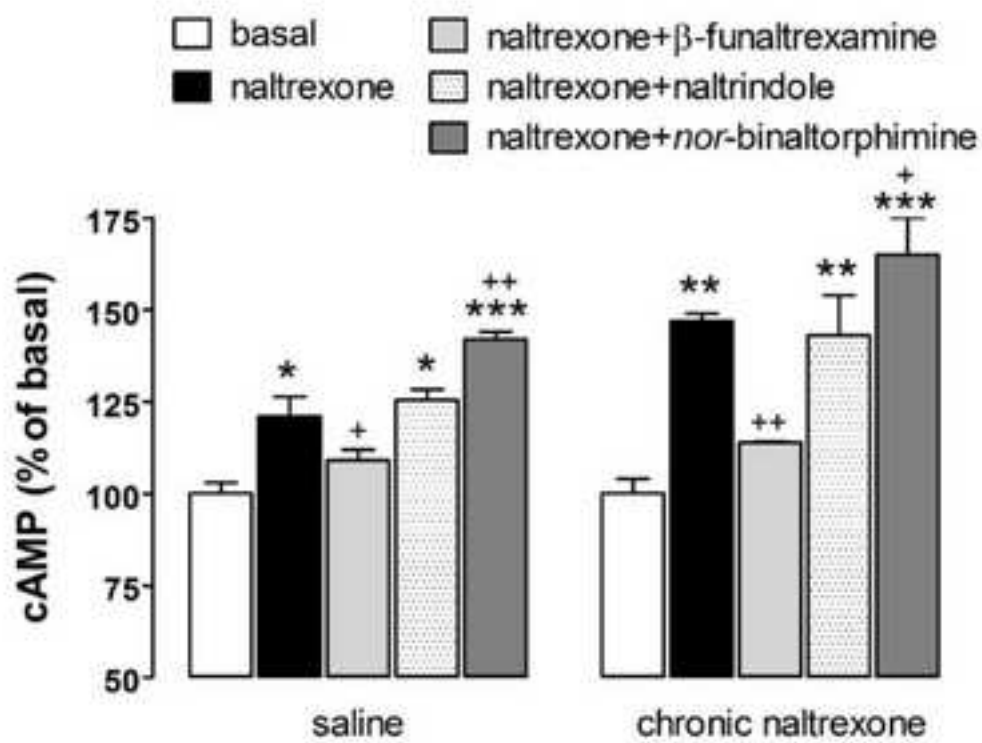 basal
naltrexone
naltrexone+β-funaltrexamine
naltrexone+naltrindole
naltrexone+nor-binaltorphimine
cAMP (% of basal)
175
150
125
100
75
50
*
+
*
++
***
**
++
**
+
***
saline
chronic naltrexone